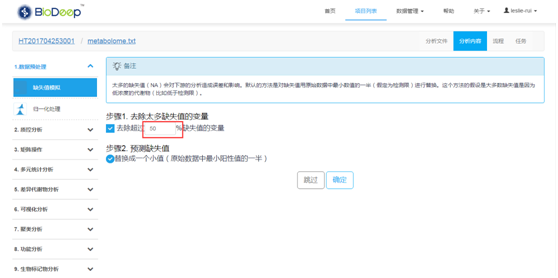 BioDeep™
首页
项目列表
数据管理
帮助
关于
leslie-rui
HT201704253001 / metabolome.txt
分析文件
分析内容
流程
任务
1.数据预处理
缺失值模拟
归一化处理
2. 质控分析
3. 矩阵操作
4. 多元统计分析
5. 差异代谢物分析
6. 可视化分析
7. 聚类分析
8. 功能分析
9. 生物标记物分析
备注
太多的缺失值（NA）会对下游的分析造成误差和影响。默认的方法是对缺失值用原始数据中最小数值的一半（假定为检测限）进行替换。这个方法的假设是大多数缺失值是因为
低浓度的代谢物（比如低于检测限）。
步骤1. 去除太多缺失值的变量
去除超过 50 %缺失值的变量
步骤2. 预测缺失值
替换成一个小值（原始数据中最小阳性值的一半）
跳过
确定